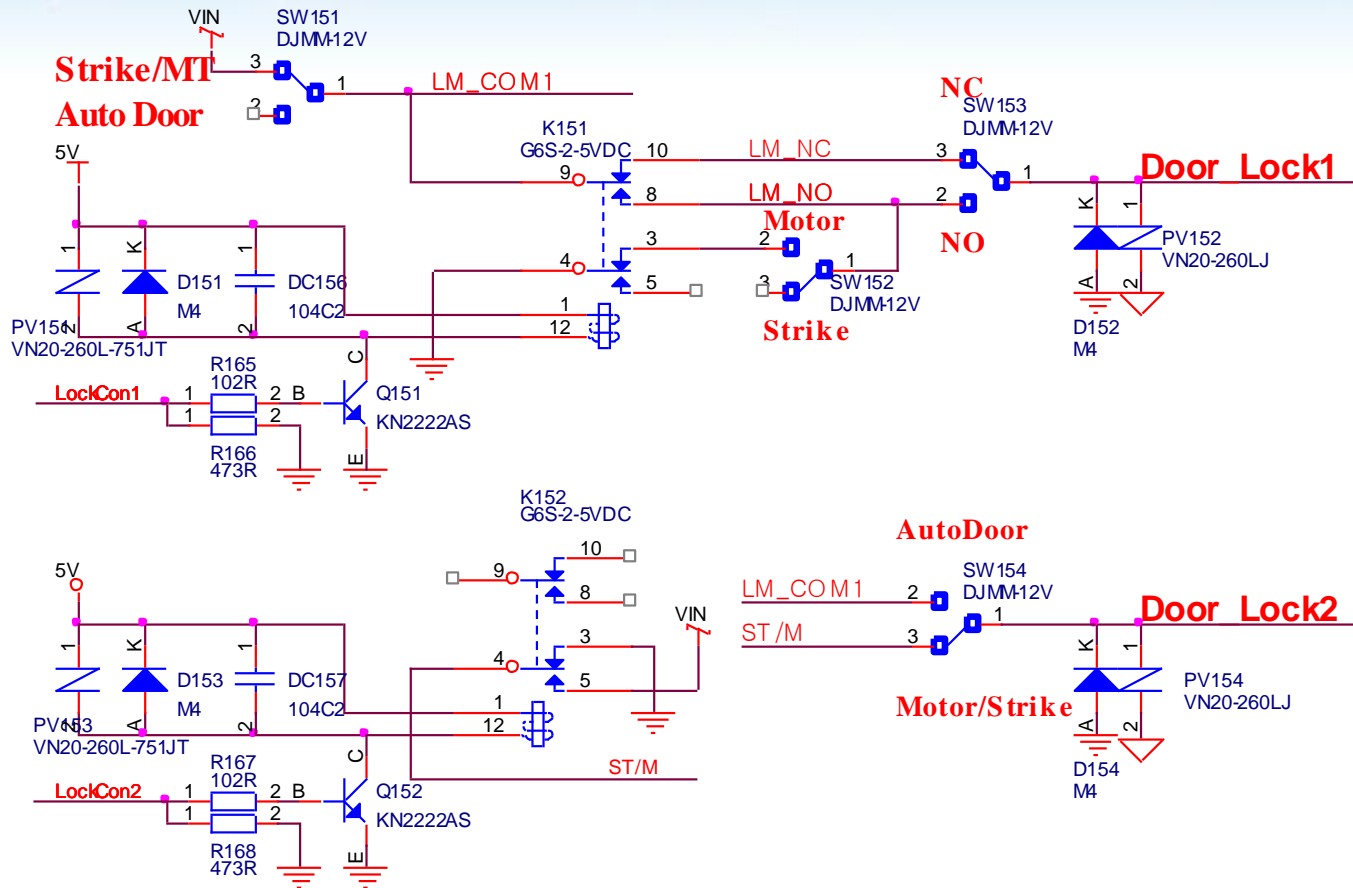 VIN
SW151
DJMM-12V
Strike/MT
3
1
LM_COM1
Auto Door
2
NC
SW153
DJMM-12V
K151
G6S-2-5VDC
10
LM_NC
3
1
Door_Lock1
5V
9
8
LM_NO
2
Motor
NO
K
1
1
K
1
3
2
PV152
VN20-260LJ
D151
M4
DC156
104C2
4
1
5
3
SW152
DJMM-12V
A
2
PV151
2
A
2
1
12
Strike
D152
M4
VN20-260L-751JT
C
R165
102R
LockCon1
1
2
B
Q151
1
2
KN2222AS
R166
473R
E
K152
G6S-2-5VDC
AutoDoor
10
5V
9
SW154
DJMM-12V
8
VIN
LM_COM1
2
1
Door_Lock2
1
K
1
3
ST/M
3
K
1
4
D153
M4
DC157
104C2
5
PV154
VN20-260LJ
1
Motor/Strike
PV153
2
A
2
12
A
2
VN20-260L-751JT
C
ST/M
D154
M4
R167
102R
LockCon2
1
2
B
Q152
1
2
KN2222AS
R168
473R
E